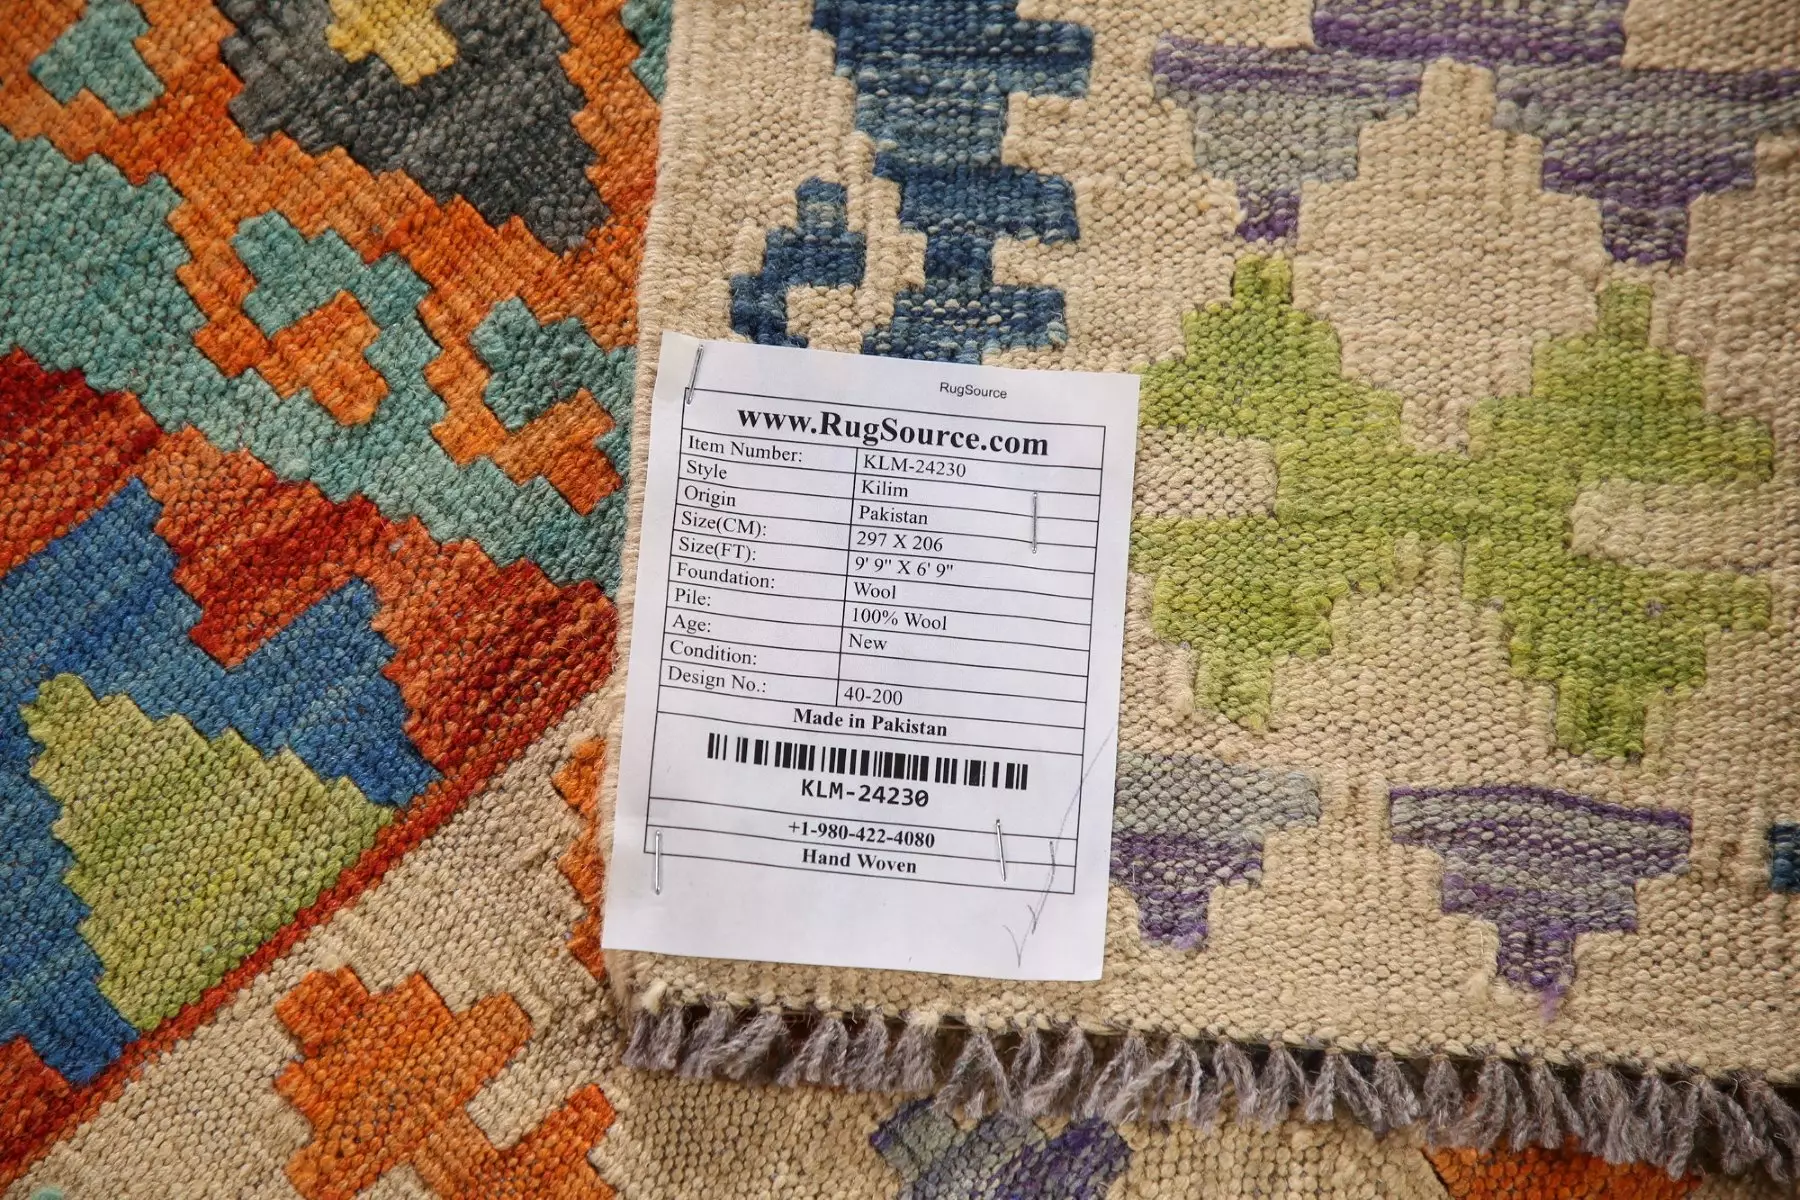 RugSource
www.RugSource.com
Item Number: KLM-24230
Style Kilim
Origin Pakistan
Size(CM): 297 X 206
Size(FT): 9' 9" X 6' 9"
Foundation: Wool
Pile: 100% Wool
Age: New
Condition:
Design No.: 40-200
Made in Pakistan
KLM-24230
+1-980-422-4080
Hand Woven